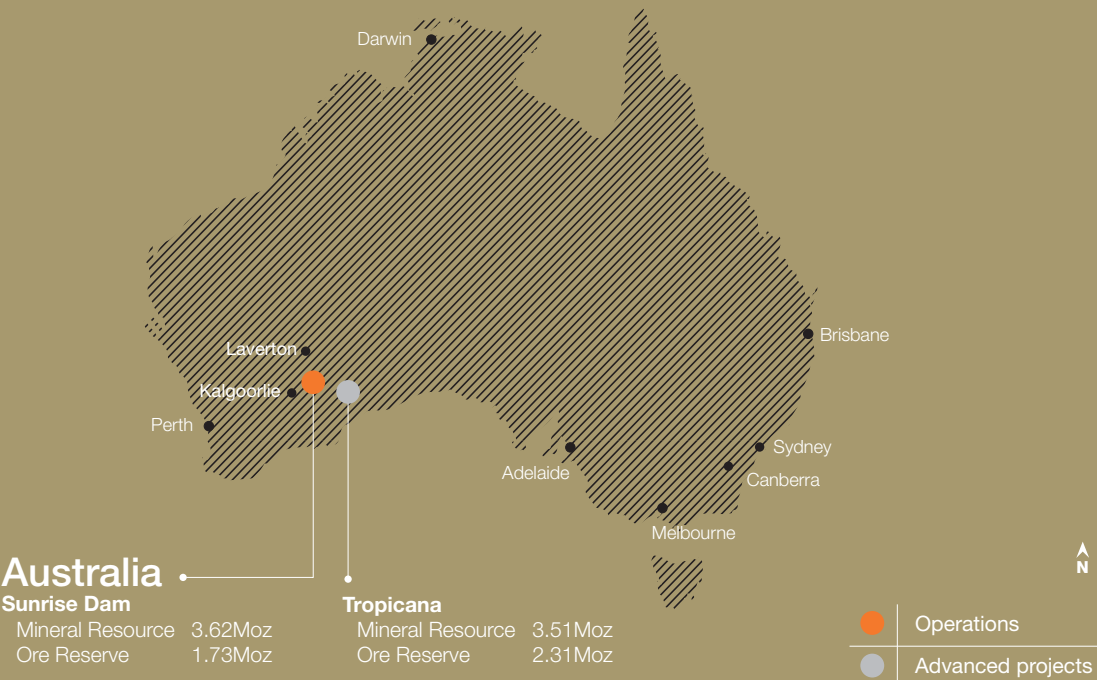 Darwin
Brisbane
Laverton
Kalgoorlie
Perth
Sydney
Adelaide
Canberra
Melbourne
N
Australia
Sunrise Dam
Mineral Resource 3.62Moz
Ore Reserve 1.73Moz
Tropicana
Mineral Resource 3.51Moz
Ore Reserve 2.31Moz
Operations
Advanced projects